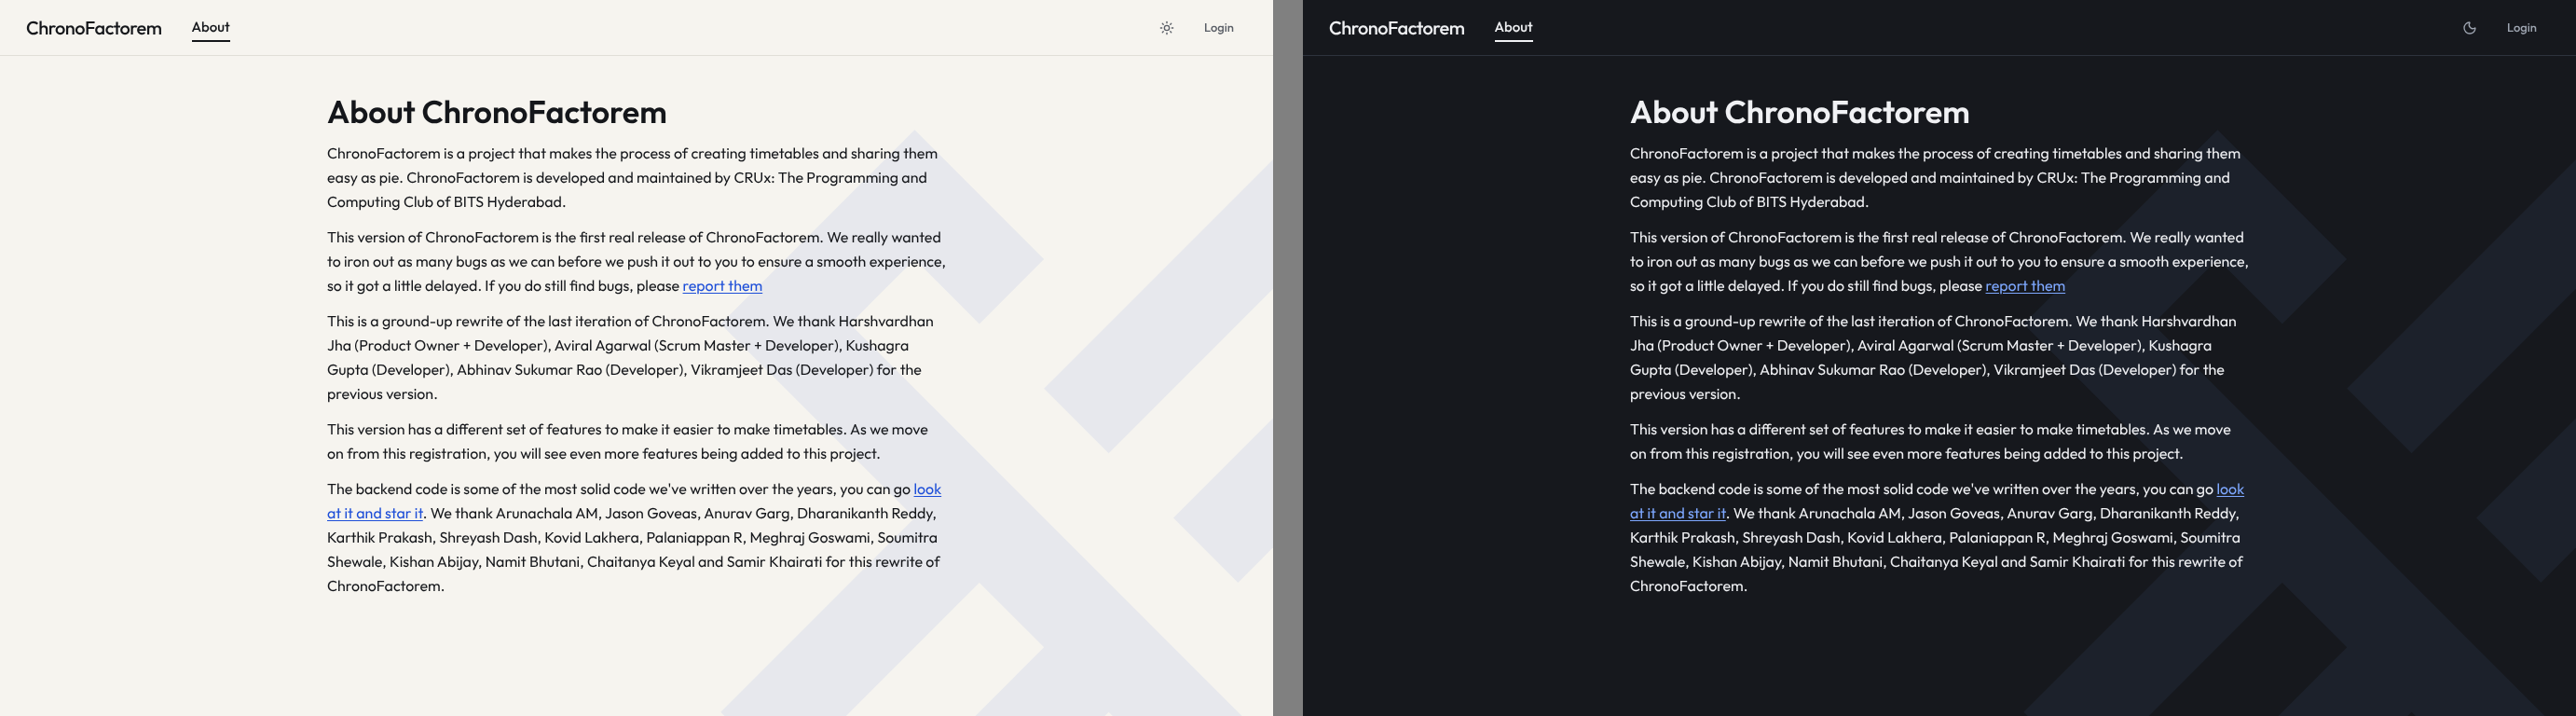 ChronoFactorem About Login
About ChronoFactorem
ChronoFactorem is a project that makes the process of creating timetables and sharing them
easy as pie. ChronoFactorem is developed and maintained by CRUx: The Programming and
Computing Club of BITS Hyderabad.
This version of ChronoFactorem is the first real release of ChronoFactorem. We really wanted
to iron out as many bugs as we can before we push it out to you to ensure a smooth experience,
so it got a little delayed. If you do still find bugs, please report them
This is a ground-up rewrite of the last iteration of ChronoFactorem. We thank Harshvardhan
Jha (Product Owner + Developer), Aviral Agarwal (Scrum Master + Developer), Kushagra
Gupta (Developer), Abhinav Sukumar Rao (Developer), Vikramjeet Das (Developer) for the
previous version.
This version has a different set of features to make it easier to make timetables. As we move
on from this registration, you will see even more features being added to this project.
The backend code is some of the most solid code we've written over the years, you can go look
at it and star it. We thank Arunachala AM, Jason Goveas, Anurav Garg, Dharanikanth Reddy,
Karthik Prakash, Shreyash Dash, Kovid Lakhera, Palaniappan R, Meghraj Goswami, Soumitra
Shewale, Kishan Abijay, Namit Bhutani, Chaitanya Keyal and Samir Khairati for this rewrite of
ChronoFactorem.
ChronoFactorem About Login
About ChronoFactorem
ChronoFactorem is a project that makes the process of creating timetables and sharing them
easy as pie. ChronoFactorem is developed and maintained by CRUx: The Programming and
Computing Club of BITS Hyderabad.
This version of ChronoFactorem is the first real release of ChronoFactorem. We really wanted
to iron out as many bugs as we can before we push it out to you to ensure a smooth experience,
so it got a little delayed. If you do still find bugs, please report them
This is a ground-up rewrite of the last iteration of ChronoFactorem. We thank Harshvardhan
Jha (Product Owner + Developer), Aviral Agarwal (Scrum Master + Developer), Kushagra
Gupta (Developer), Abhinav Sukumar Rao (Developer), Vikramjeet Das (Developer) for the
previous version.
This version has a different set of features to make it easier to make timetables. As we move
on from this registration, you will see even more features being added to this project.
The backend code is some of the most solid code we've written over the years, you can go look
at it and star it. We thank Arunachala AM, Jason Goveas, Anurav Garg, Dharanikanth Reddy,
Karthik Prakash, Shreyash Dash, Kovid Lakhera, Palaniappan R, Meghraj Goswami, Soumitra
Shewale, Kishan Abijay, Namit Bhutani, Chaitanya Keyal and Samir Khairati for this rewrite of
ChronoFactorem.